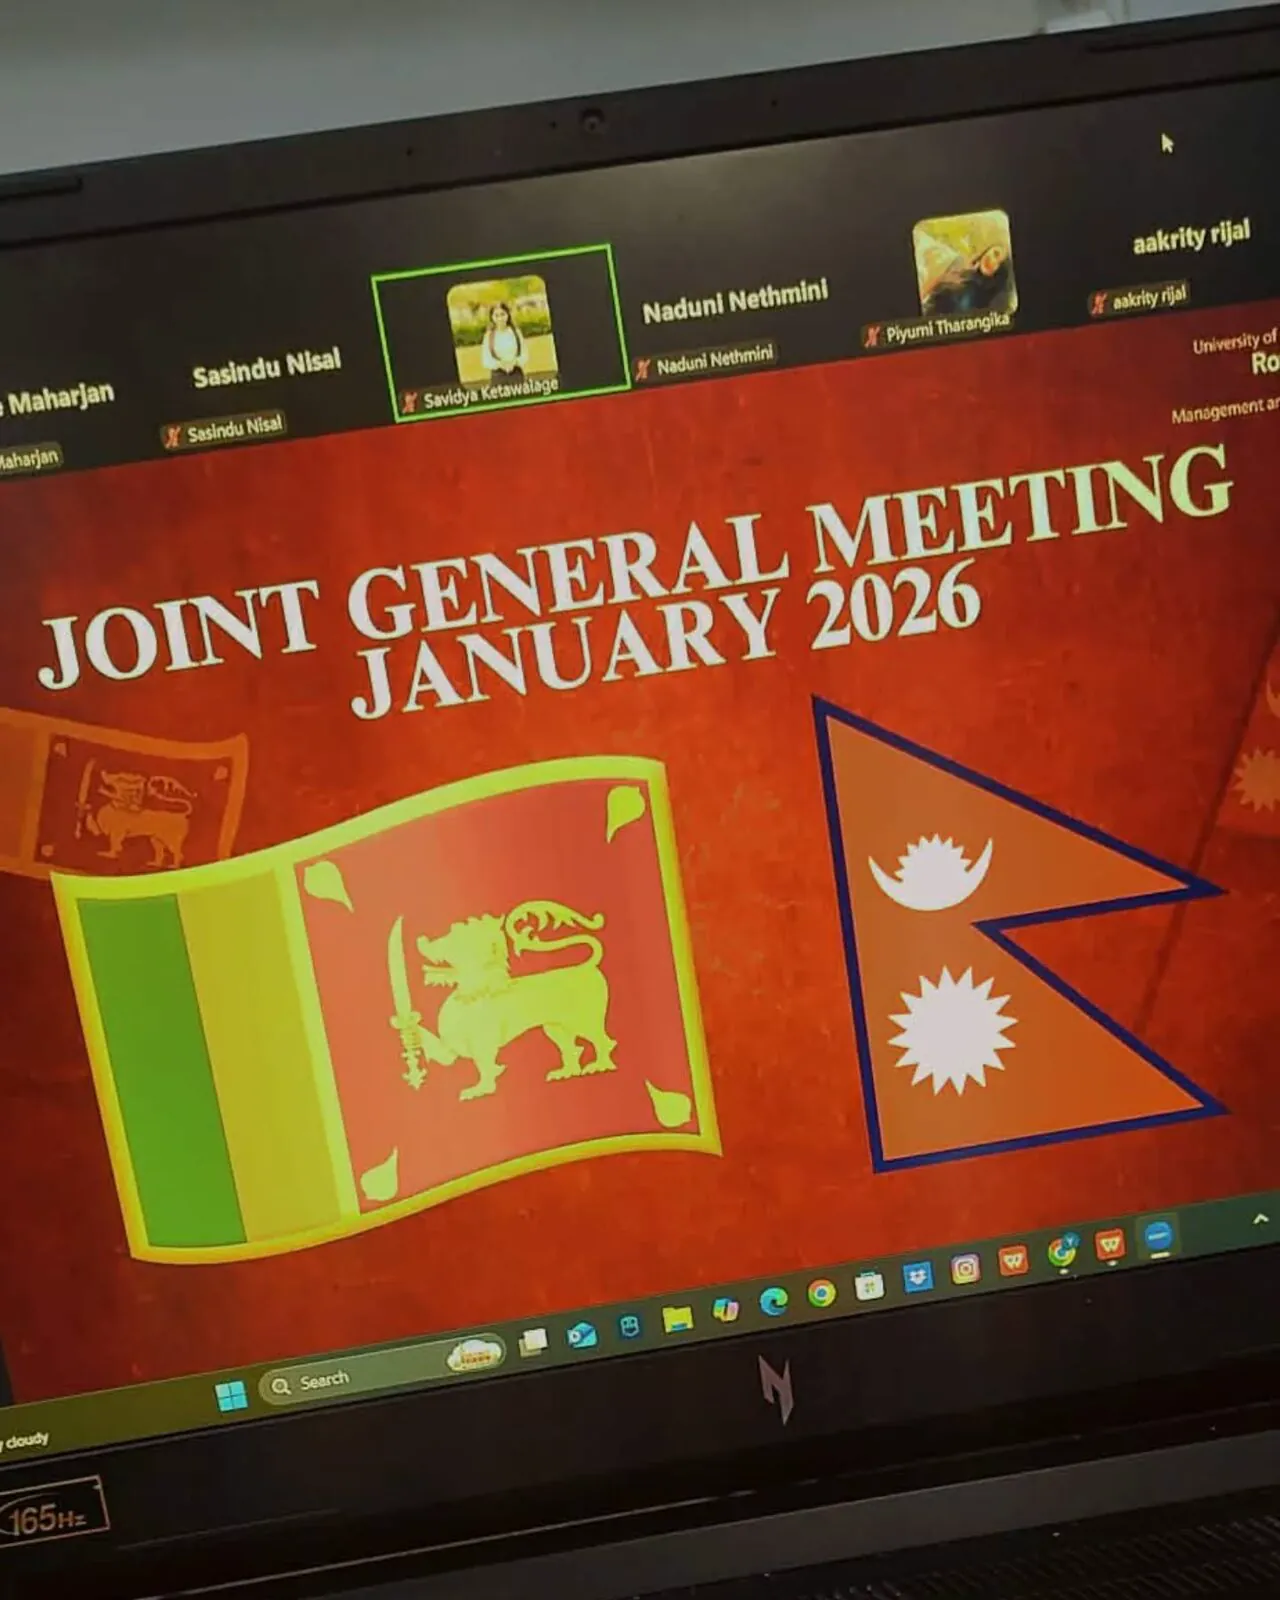 aakrity rijal
Naduni Nethmini
Sasindu Nisal
Maharjan
aakrity rijal
Piyumi Tharangika
Naduni Nethmini
Savidya Ketawalage
Sasindu Nisal
Maharjan
University of
Ro
Management an
JOINT GENERAL MEETING
JANUARY 2026
Search
cloudy
165Hz